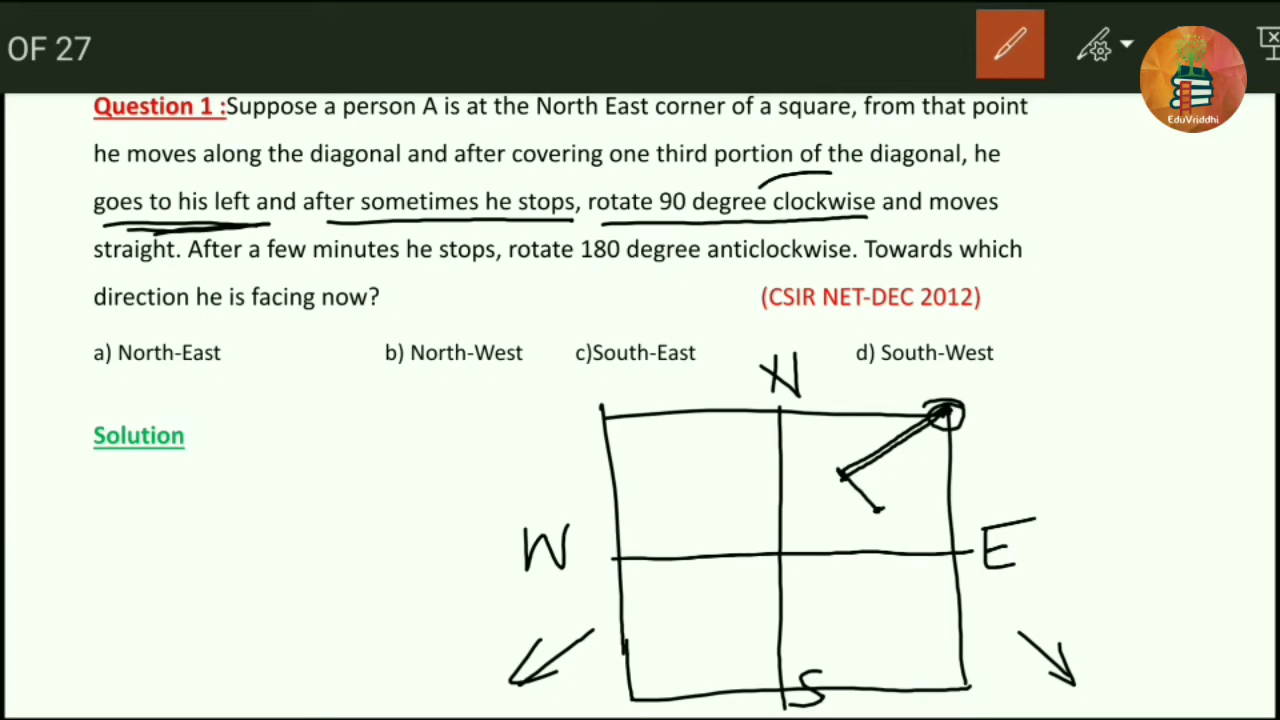 OF 27
EduVriddhi
Question 1 :Suppose a person A is at the North East corner of a square, from that point
he moves along the diagonal and after covering one third portion of the diagonal, he
goes to his left and after sometimes he stops, rotate 90 degree clockwise and moves
straight. After a few minutes he stops, rotate 180 degree anticlockwise. Towards which
direction he is facing now? (CSIR NET-DEC 2012)
a) North-East b) North-West c)South-East d) South-West
N
Solution
W E
S